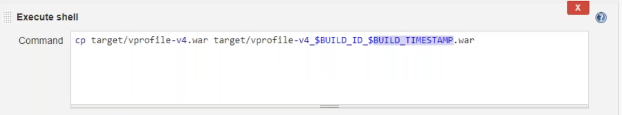 X
Execute shell
Command cp target/vprofile-v4.war target/vprofile-v4_$BUILD_ID_$BUILD_TIMESTAMP.war